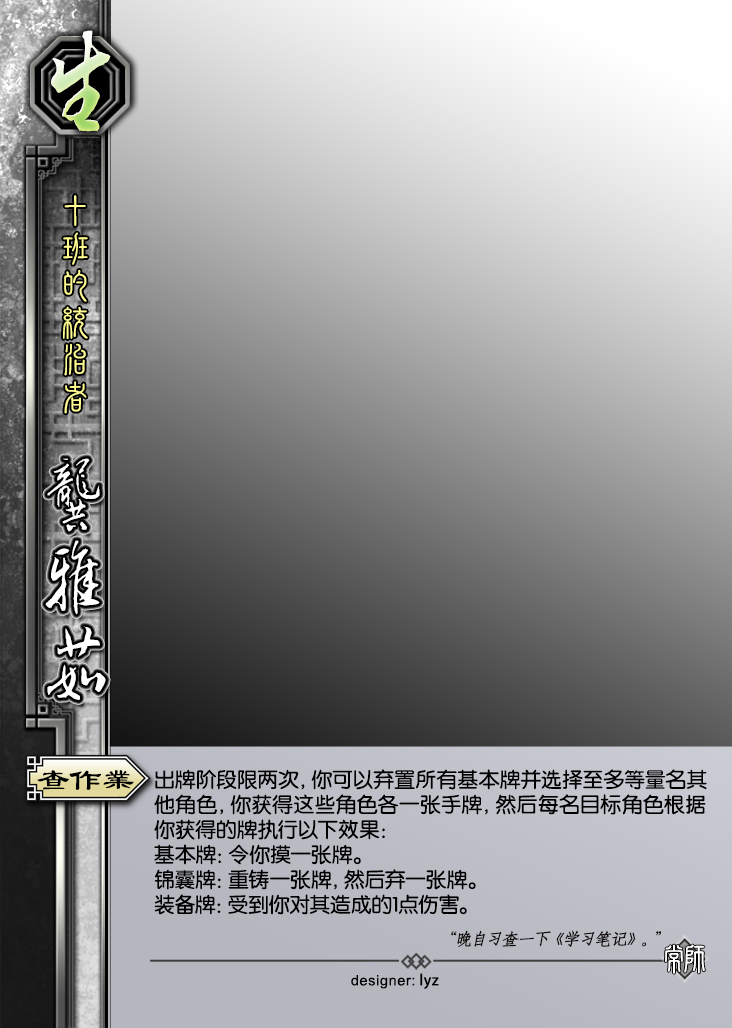 生
十班的統治者
龔雅茹
查作業
出牌阶段限两次，你可以弃置所有基本牌并选择至多等量名其
他角色，你获得这些角色各一张手牌，然后每名目标角色根据
你获得的牌执行以下效果：
基本牌：令你摸一张牌。
锦囊牌：重铸一张牌，然后弃一张牌。
装备牌：受到你对其造成的1点伤害。
“晚自习查一下《学习笔记》。”
常师
designer: lyz